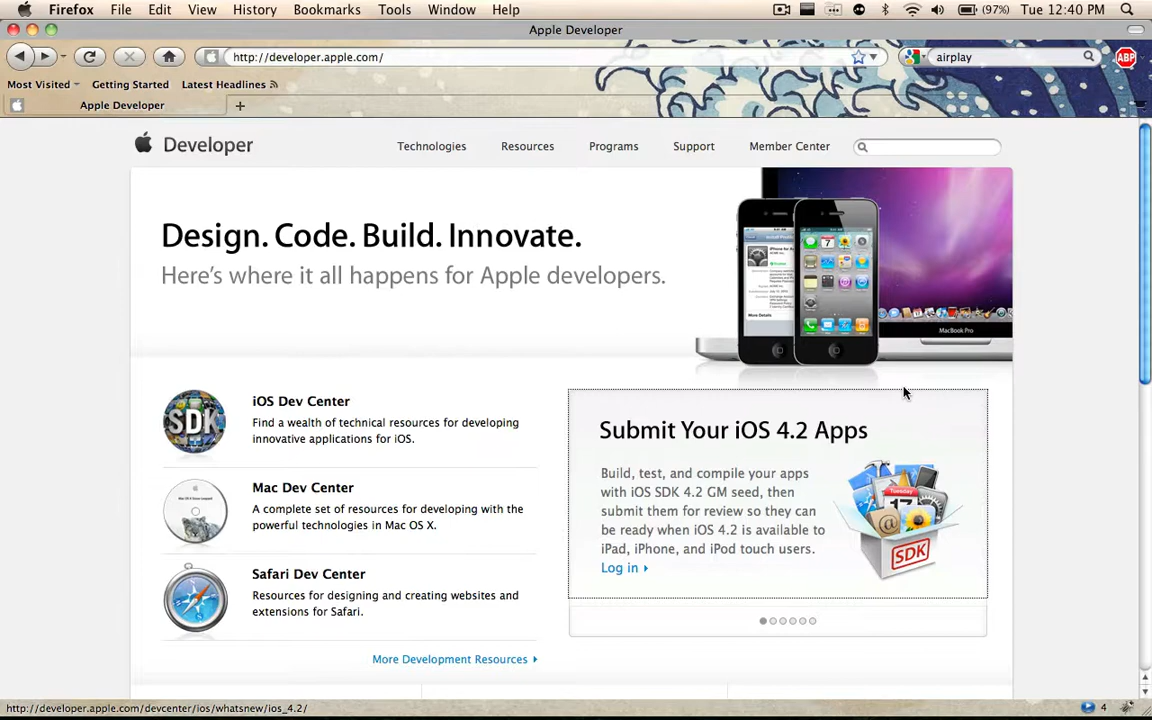 Firefox File Edit View History Bookmarks Tools Window Help (97%) Tue 12:40 PM
Apple Developer
http://developer.apple.com/ airplay ABP
Most Visited Getting Started Latest Headlines
Apple Developer +
Developer Technologies Resources Programs Support Member Center
Design. Code. Build. Innovate.
Here's where it all happens for Apple developers.
MacBook Pro
iOS Dev Center
Find a wealth of technical resources for developing
innovative applications for iOS.
SDK
Mac Dev Center
A complete set of resources for developing with the
powerful technologies in Mac OS X.
Safari Dev Center
Resources for designing and creating websites and
extensions for Safari.
More Development Resources
Submit Your iOS 4.2 Apps
Build, test, and compile your apps
with iOS SDK 4.2 GM seed, then
submit them for review so they can
be ready when iOS 4.2 is available to
iPad, iPhone, and iPod touch users.
Log in
Tuesday
17
SDK
http://developer.apple.com/devcenter/ios/whatsnew/ios_4.2/ 4